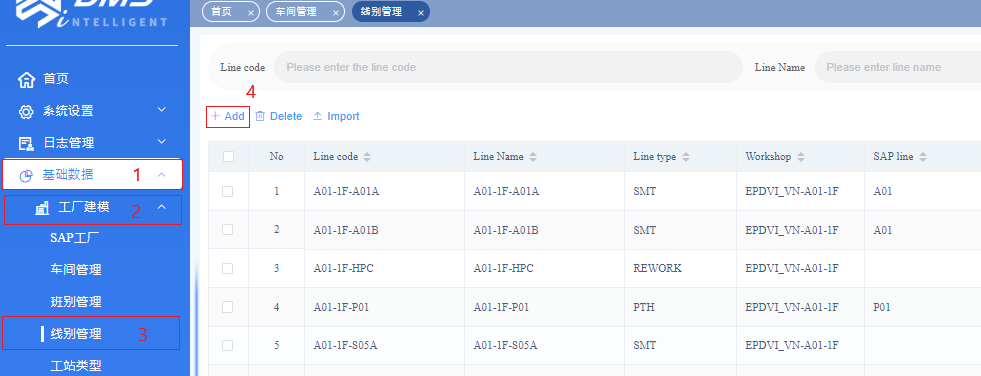 INTELLIGENT
首页 ×
车间管理 ×
线别管理 ×
首页
系统设置
日志管理
基础数据 1
工厂建模 2
SAP工厂
车间管理
班别管理
线别管理 3
工站类型
Line code Please enter the line code Line Name Please enter line name
4
+ Add Delete Import
No Line code Line Name Line type Workshop SAP line
1 A01-1F-A01A A01-1F-A01A SMT EPDVI_VN-A01-1F A01
2 A01-1F-A01B A01-1F-A01B SMT EPDVI_VN-A01-1F A01
3 A01-1F-HPC A01-1F-HPC REWORK EPDVI_VN-A01-1F
4 A01-1F-P01 A01-1F-P01 PTH EPDVI_VN-A01-1F P01
5 A01-1F-S05A A01-1F-S05A SMT EPDVI_VN-A01-1F